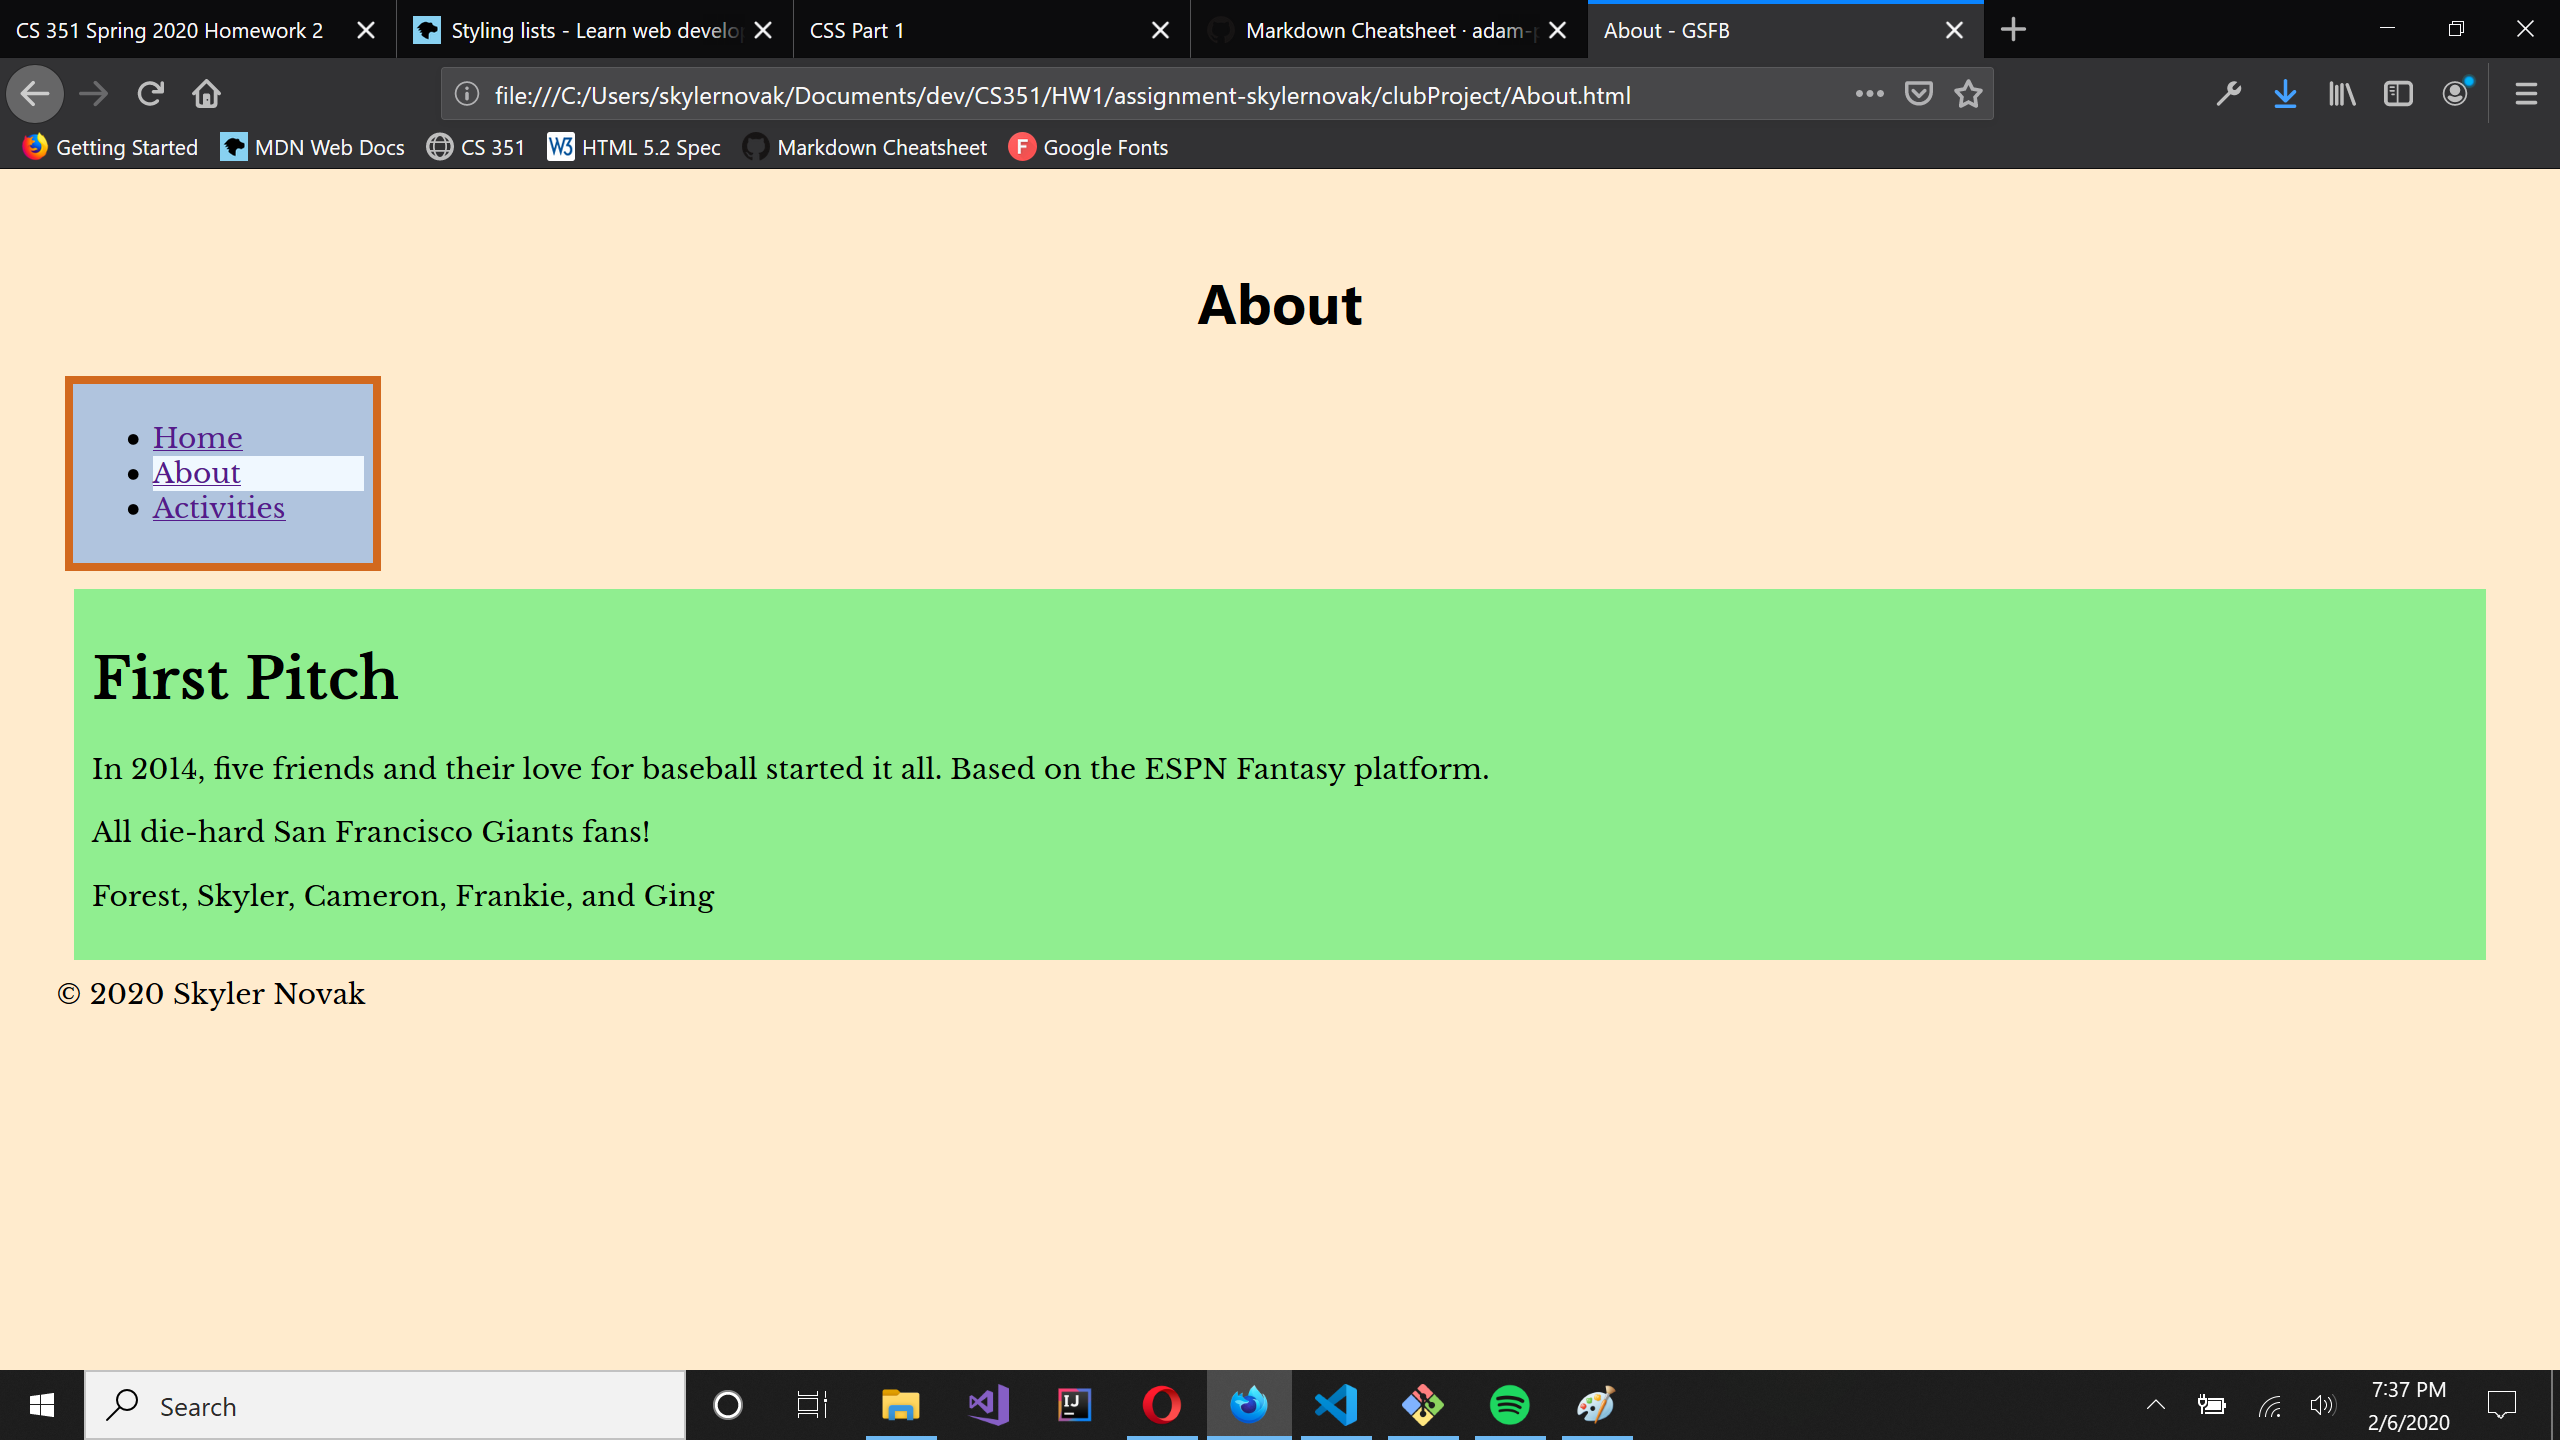 CS 351 Spring 2020 Homework 2
Styling lists - Learn web develop
CSS Part 1
Markdown Cheatsheet · adam-p
About - GSFB
file:///C:/Users/skylernovak/Documents/dev/CS351/HW1/assignment-skylernovak/clubProject/About.html
Getting Started
MDN Web Docs
CS 351
W3 HTML 5.2 Spec
Markdown Cheatsheet
F Google Fonts
About
Home
About
Activities
First Pitch
In 2014, five friends and their love for baseball started it all. Based on the ESPN Fantasy platform.
All die-hard San Francisco Giants fans!
Forest, Skyler, Cameron, Frankie, and Ging
© 2020 Skyler Novak
Search
IJ
7:37 PM
2/6/2020